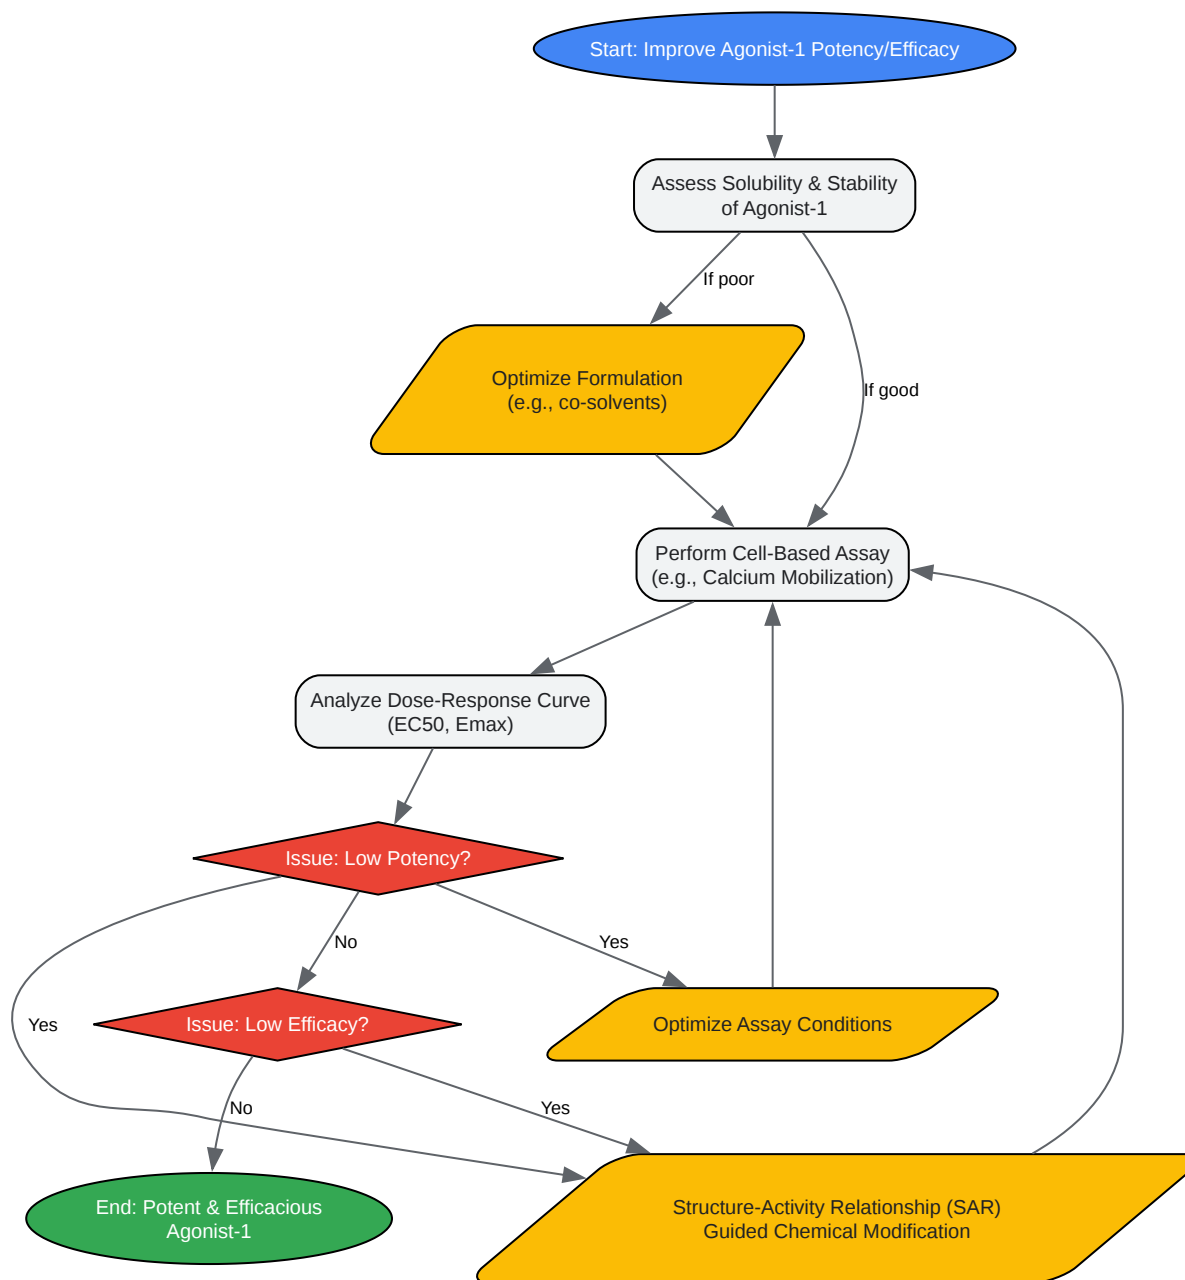 Start: Improve Agonist-1 Potency/Efficacy
Assess Solubility & Stability
of Agonist-1
If poor
Optimize Formulation
(e.g., co-solvents)
If good
Perform Cell-Based Assay
(e.g., Calcium Mobilization)
Analyze Dose-Response Curve
(EC50, Emax)
Issue: Low Potency?
No
Yes
Yes
Issue: Low Efficacy?
Optimize Assay Conditions
No
Yes
End: Potent & Efficacious
Agonist-1
Structure-Activity Relationship (SAR)
Guided Chemical Modification